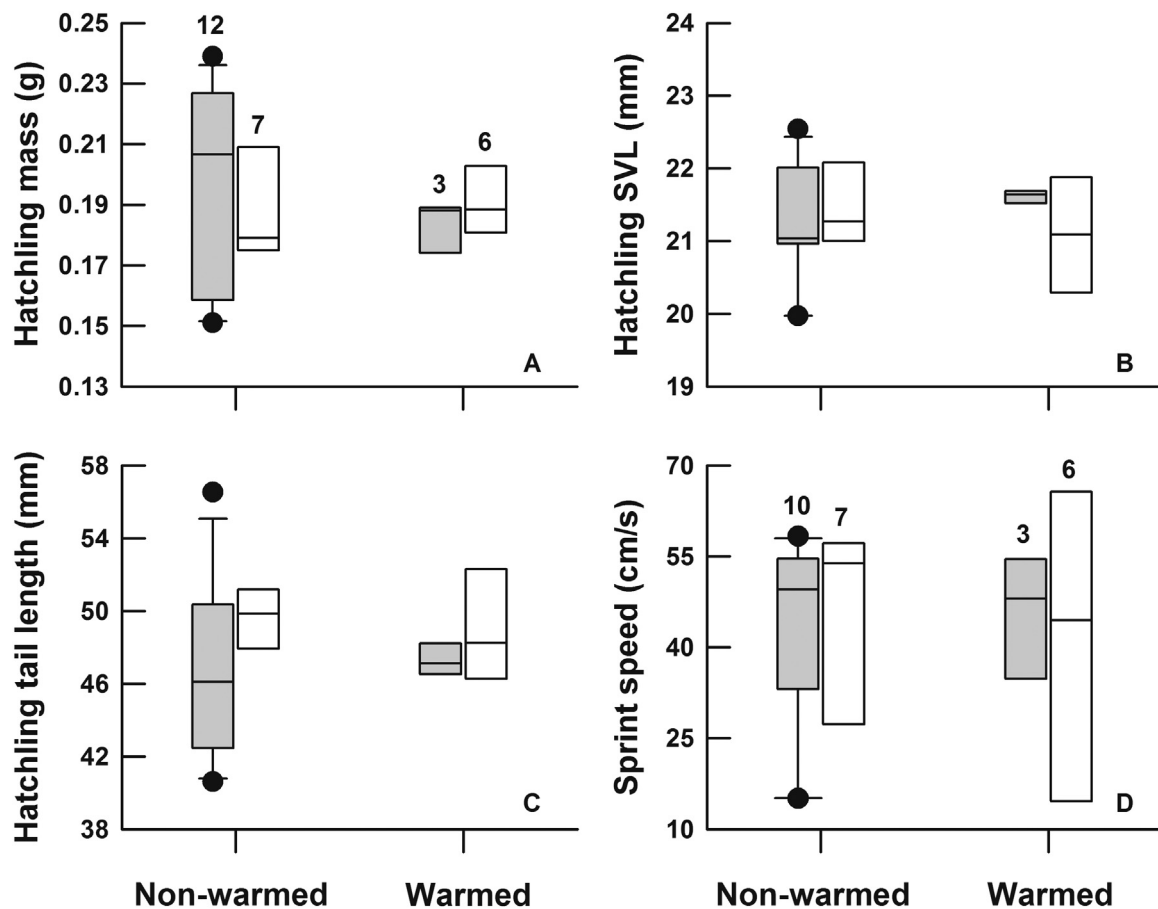 Hatchling mass (g)
0.25
0.23
0.21
0.19
0.17
0.15
0.13
12
7
3
6
A
Hatchling SVL (mm)
24
23
22
21
20
19
B
Hatchling tail length (mm)
58
54
50
46
42
38
C
Non-warmed
Warmed
Sprint speed (cm/s)
70
55
40
25
10
10
7
3
6
D
Non-warmed
Warmed